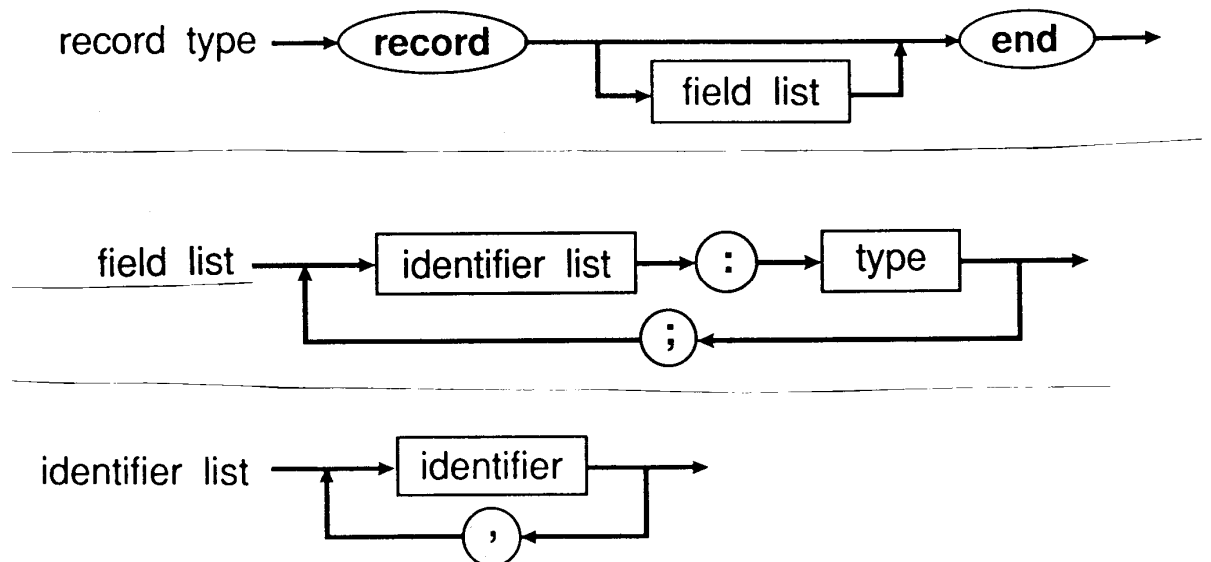 record type record end
field list
field list identifier list : type
;
identifier list identifier
,